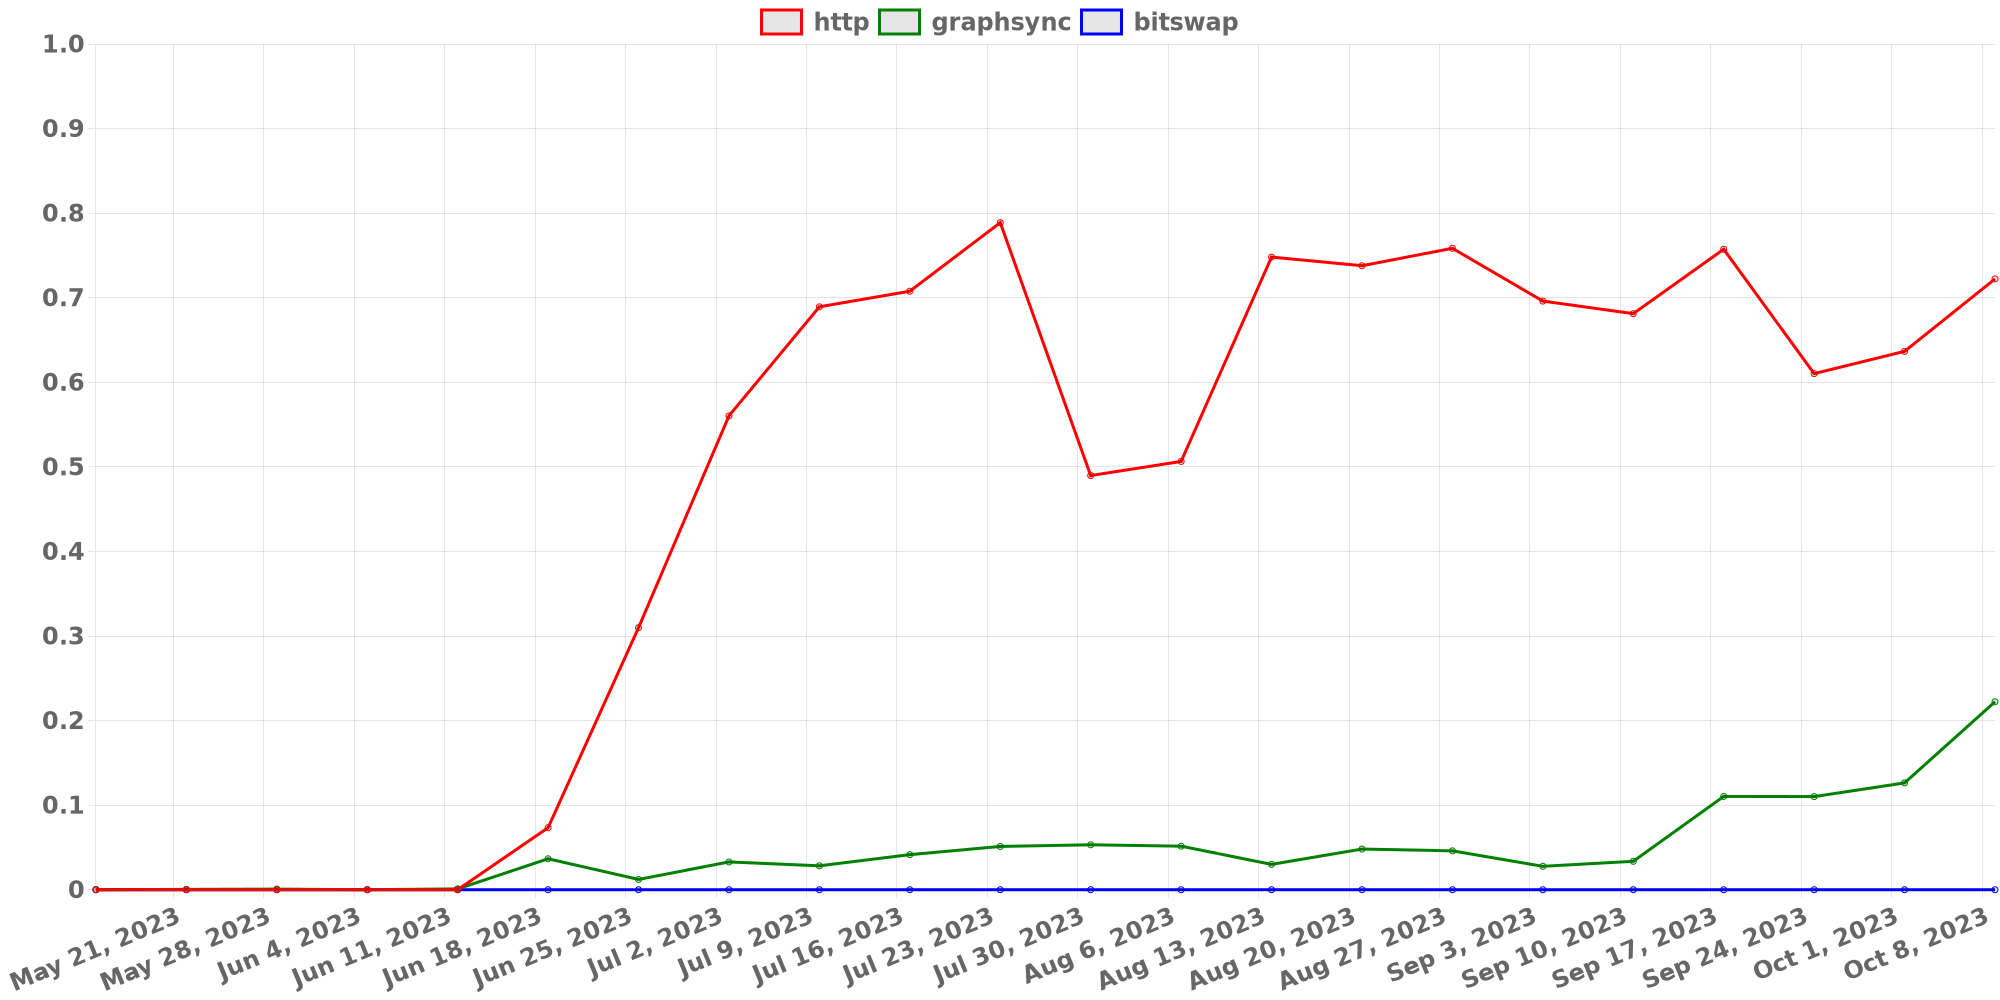 http graphsync bitswap
1.0
0.9
0.8
0.7
0.6
0.5
0.4
0.3
0.2
0.1
0
May 21, 2023
May 28, 2023
Jun 4, 2023
Jun 11, 2023
Jun 18, 2023
Jun 25, 2023
Jul 2, 2023
Jul 9, 2023
Jul 16, 2023
Jul 23, 2023
Jul 30, 2023
Aug 6, 2023
Aug 13, 2023
Aug 20, 2023
Aug 27, 2023
Sep 3, 2023
Sep 10, 2023
Sep 17, 2023
Sep 24, 2023
Oct 1, 2023
Oct 8, 2023